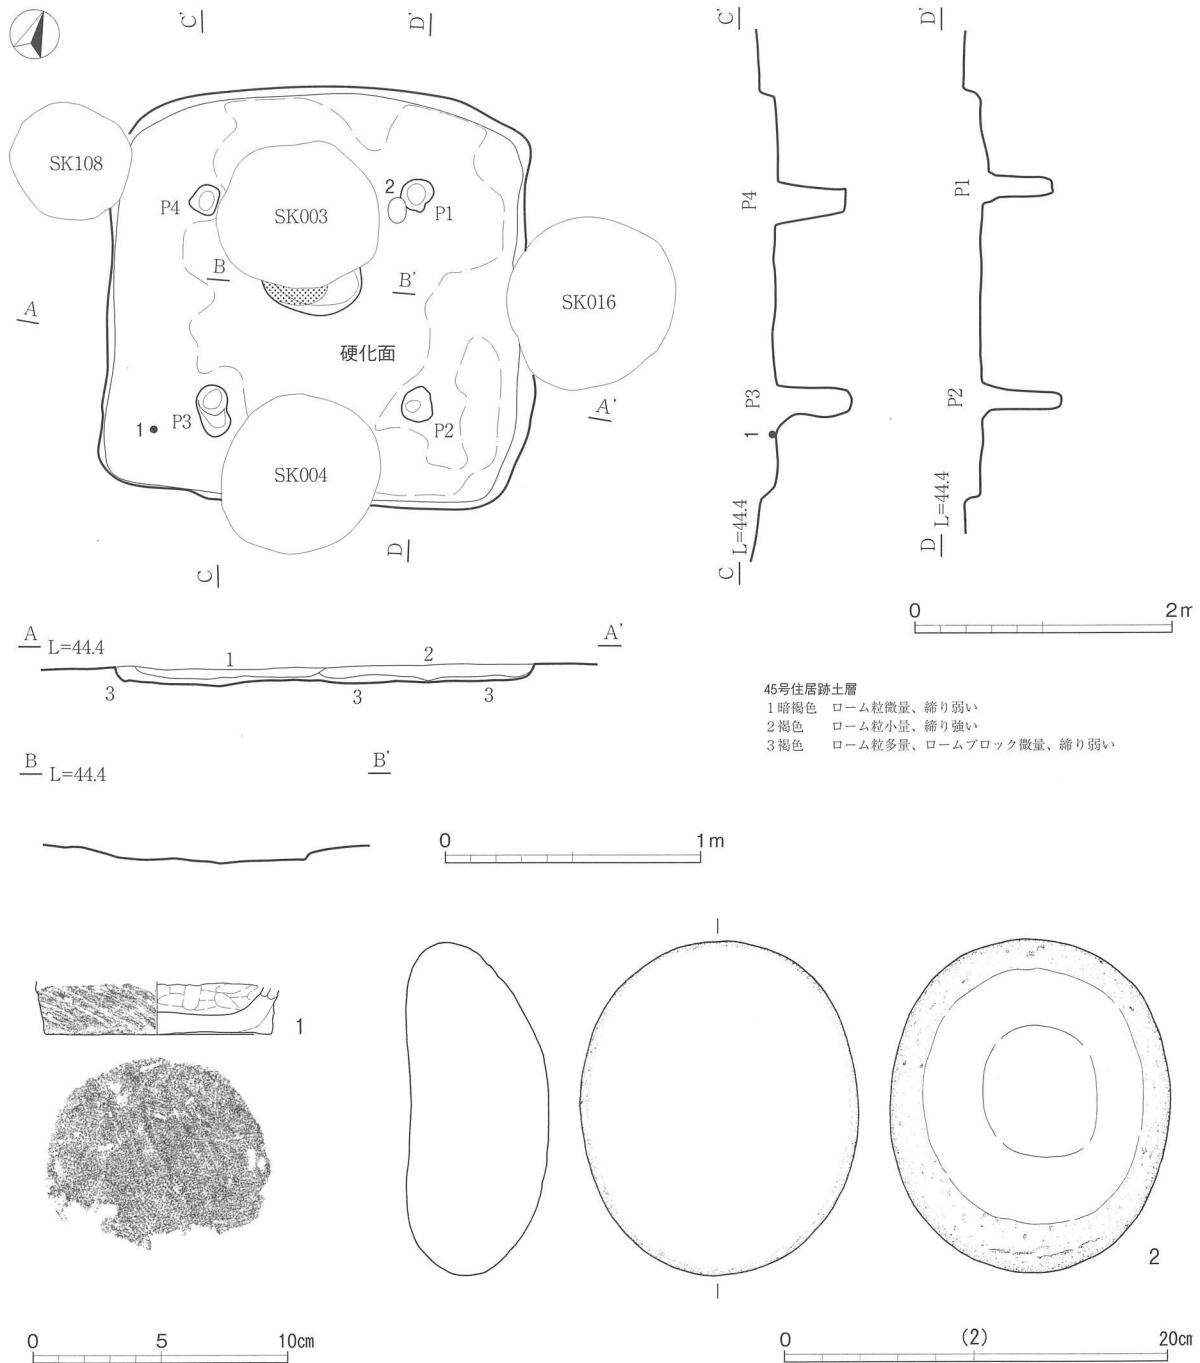 C'
D'
C'
D'
SK108
SK003
2
P4
P1
P4
P1
B
B'
SK016
A
硬化面
A'
P3
P2
P3
P2
1
1
SK004
C
D
C L=44.4
D L=44.4
0 2m
A L=44.4
A'
1
2
3
3
3
45号住居跡土層
1暗褐色 ローム粒微量、締り弱い
2褐色 ローム粒小量、締り強い
3褐色 ローム粒多量、ロームブロック微量、締り弱い
B L=44.4
B'
0 1m
1
2
0 5 10cm
0 (2) 20cm